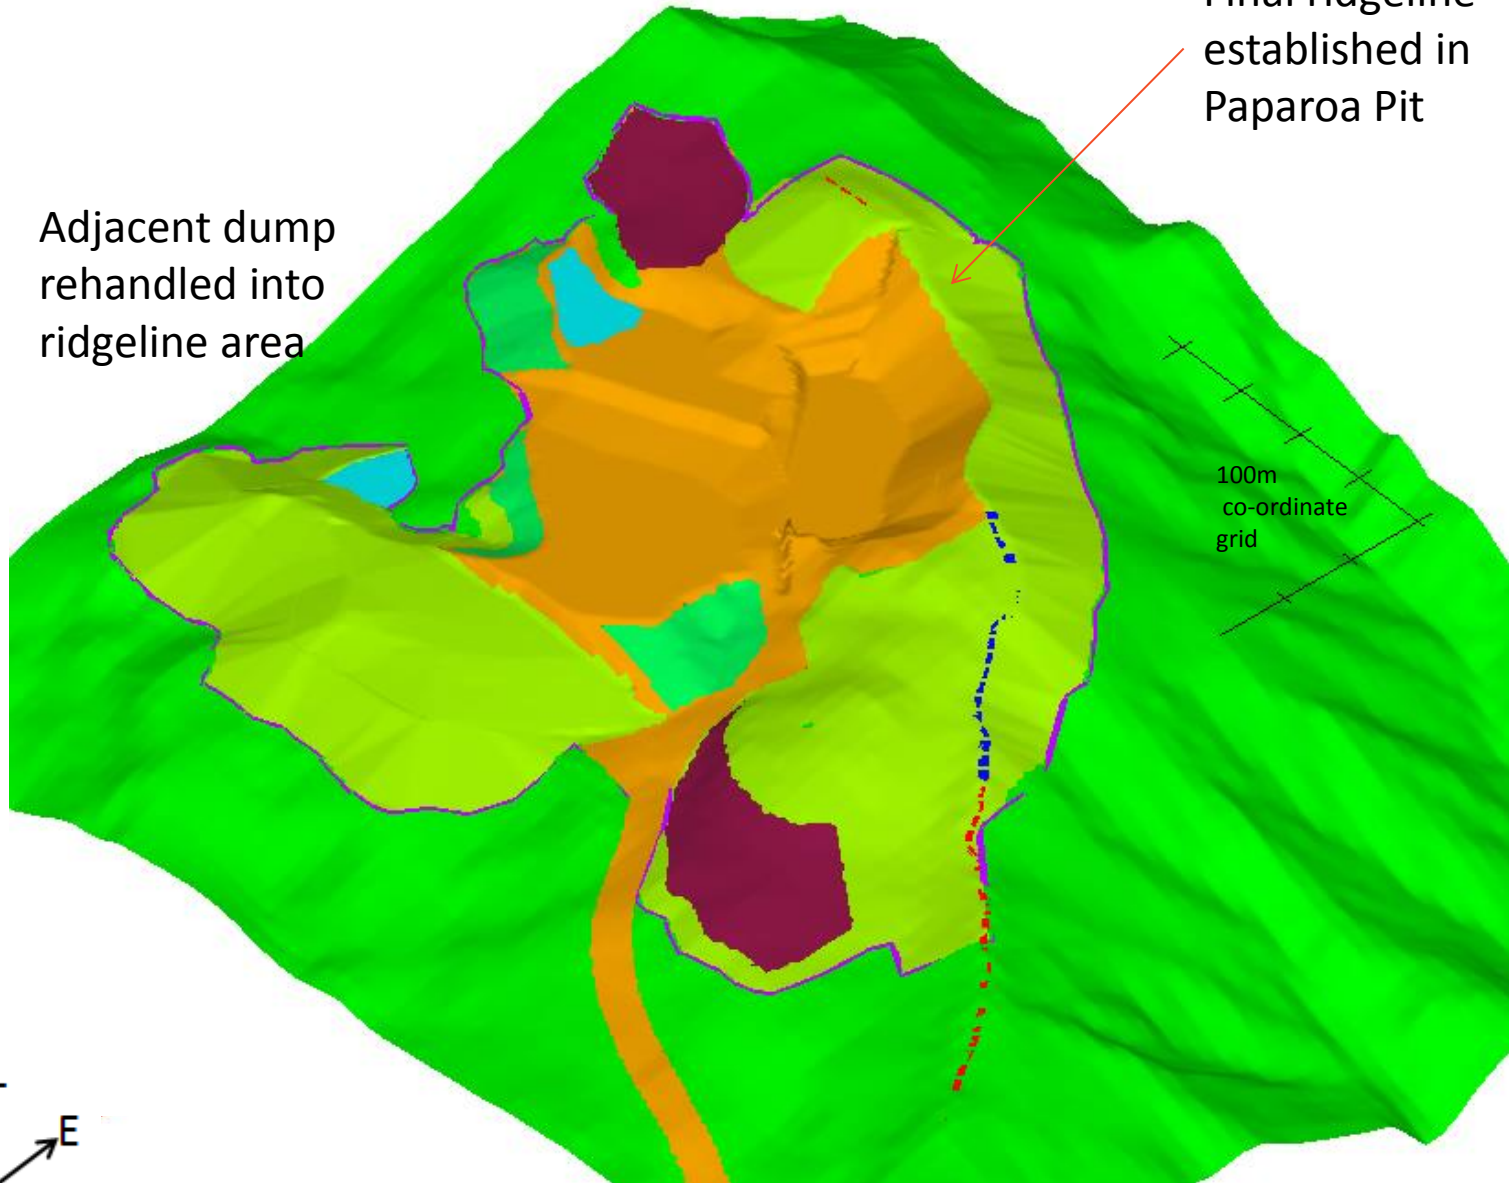 established in
Paparoa Pit
Adjacent dump
rehandled into
ridgeline area
100m
co-ordinate
grid
E